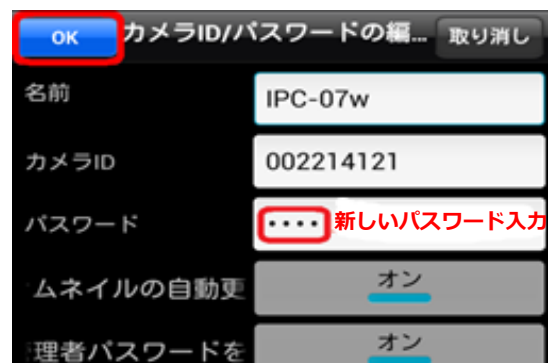 OK カメラID/パスワードの編... 取り消し
名前 IPC-07w
カメラID 002214121
パスワード •••• 新しいパスワード入力
ムネイルの自動更 オン
理者パスワードを オン